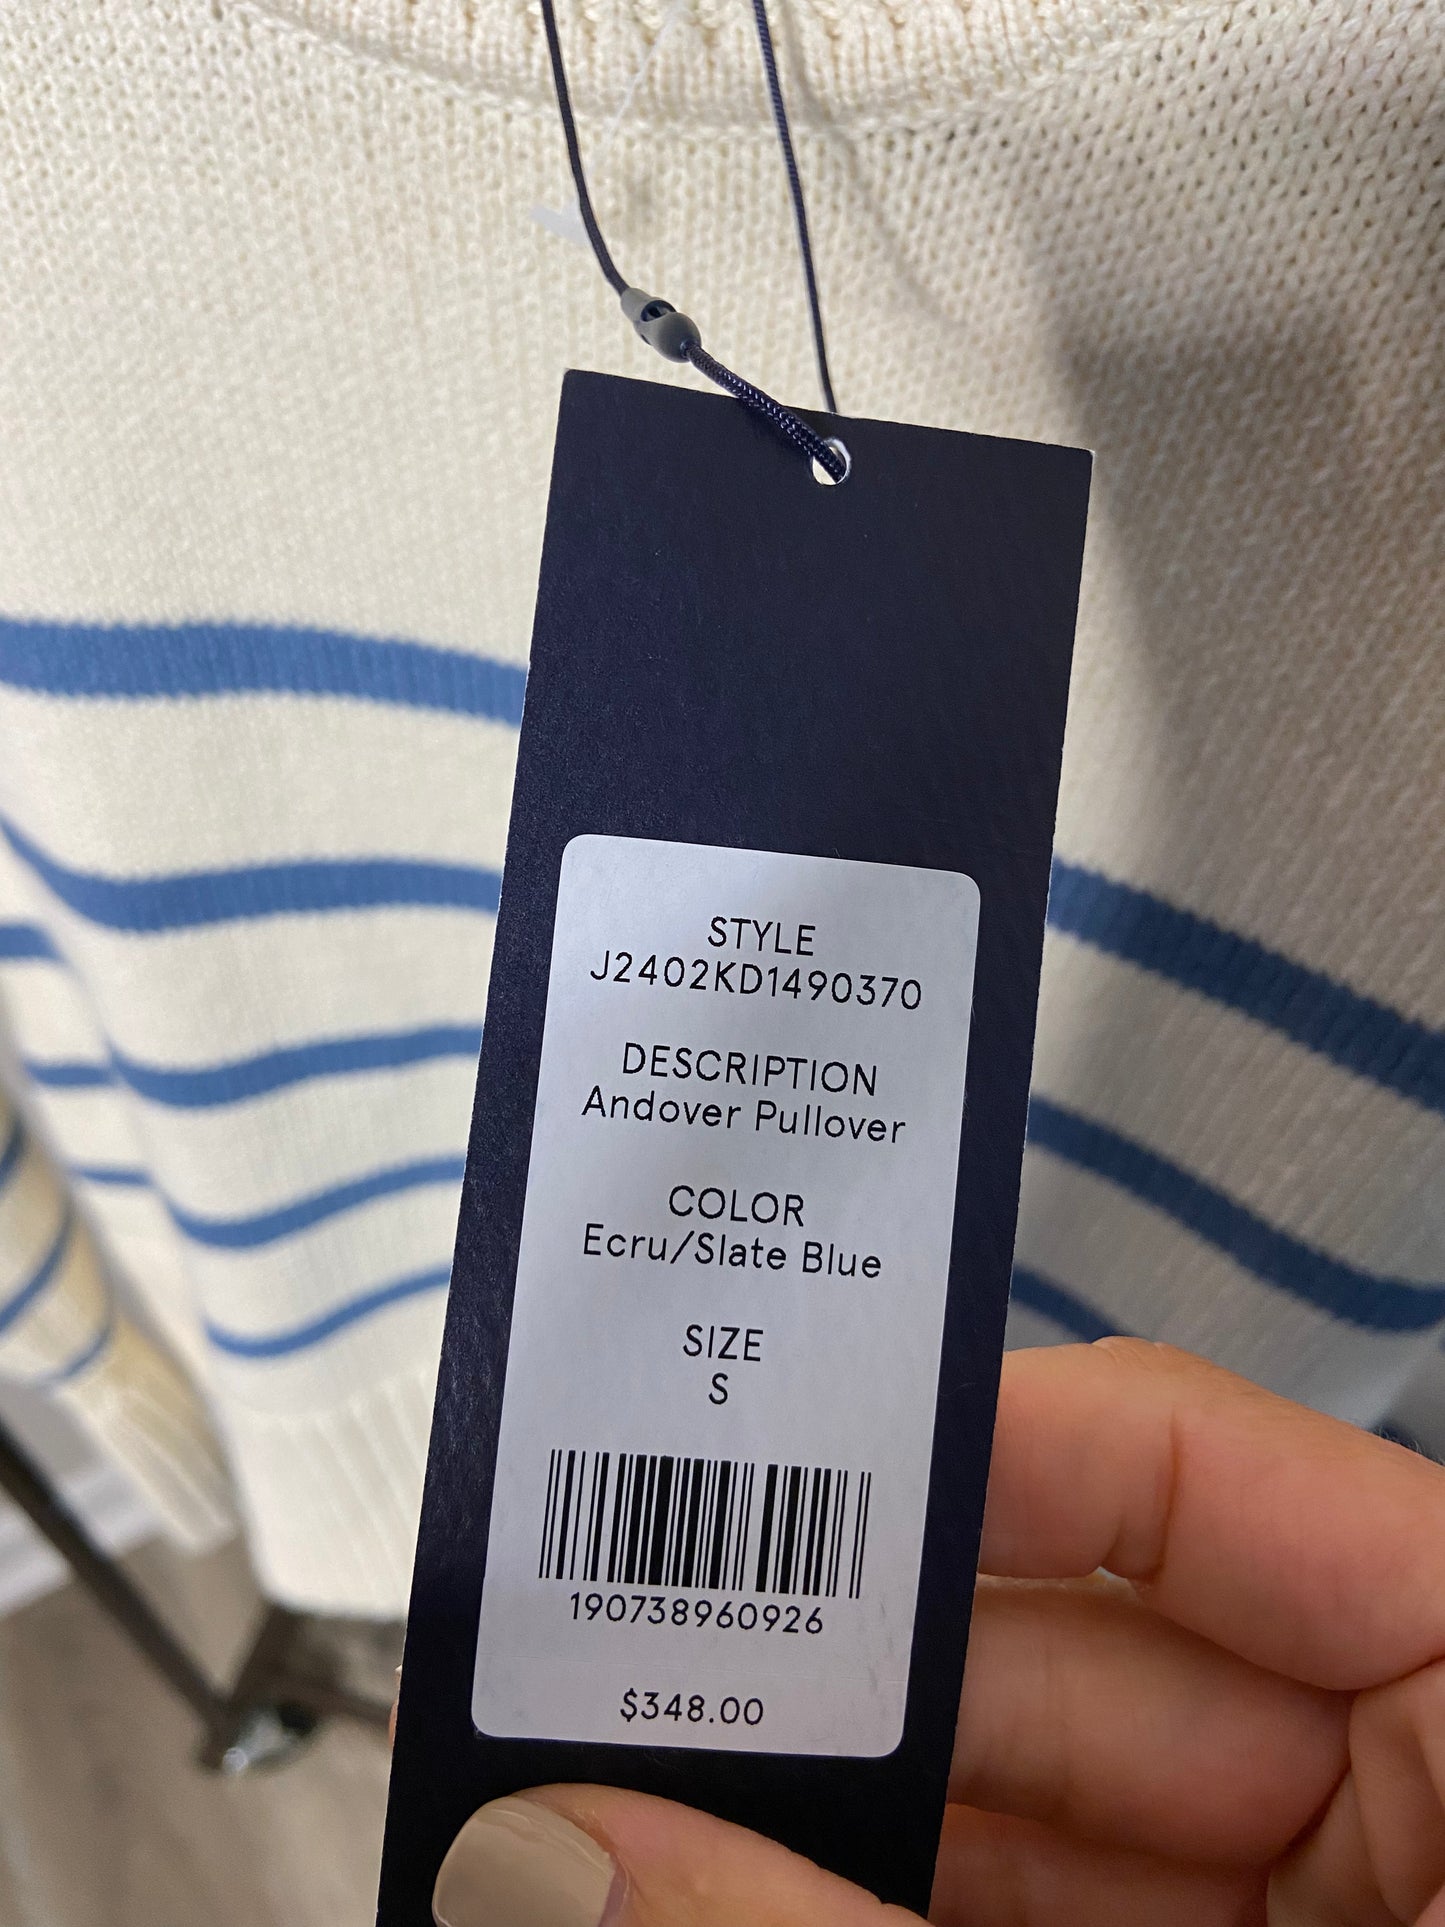 STYLE
J2402KD1490370
DESCRIPTION
Andover Pullover
COLOR
Ecru/Slate Blue
SIZE
S
190738960926
$348.00